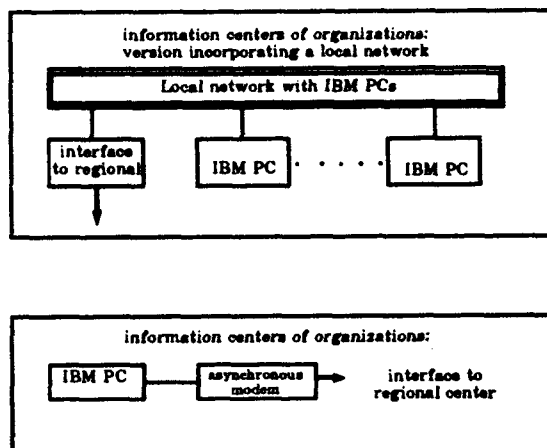 information centers of organizations:
version incorporating a local network
Local network with IBM PCs
interface
to regional
IBM PC
. . . . .
IBM PC
information centers of organizations:
IBM PC
asynchronous
modem
interface to
regional center